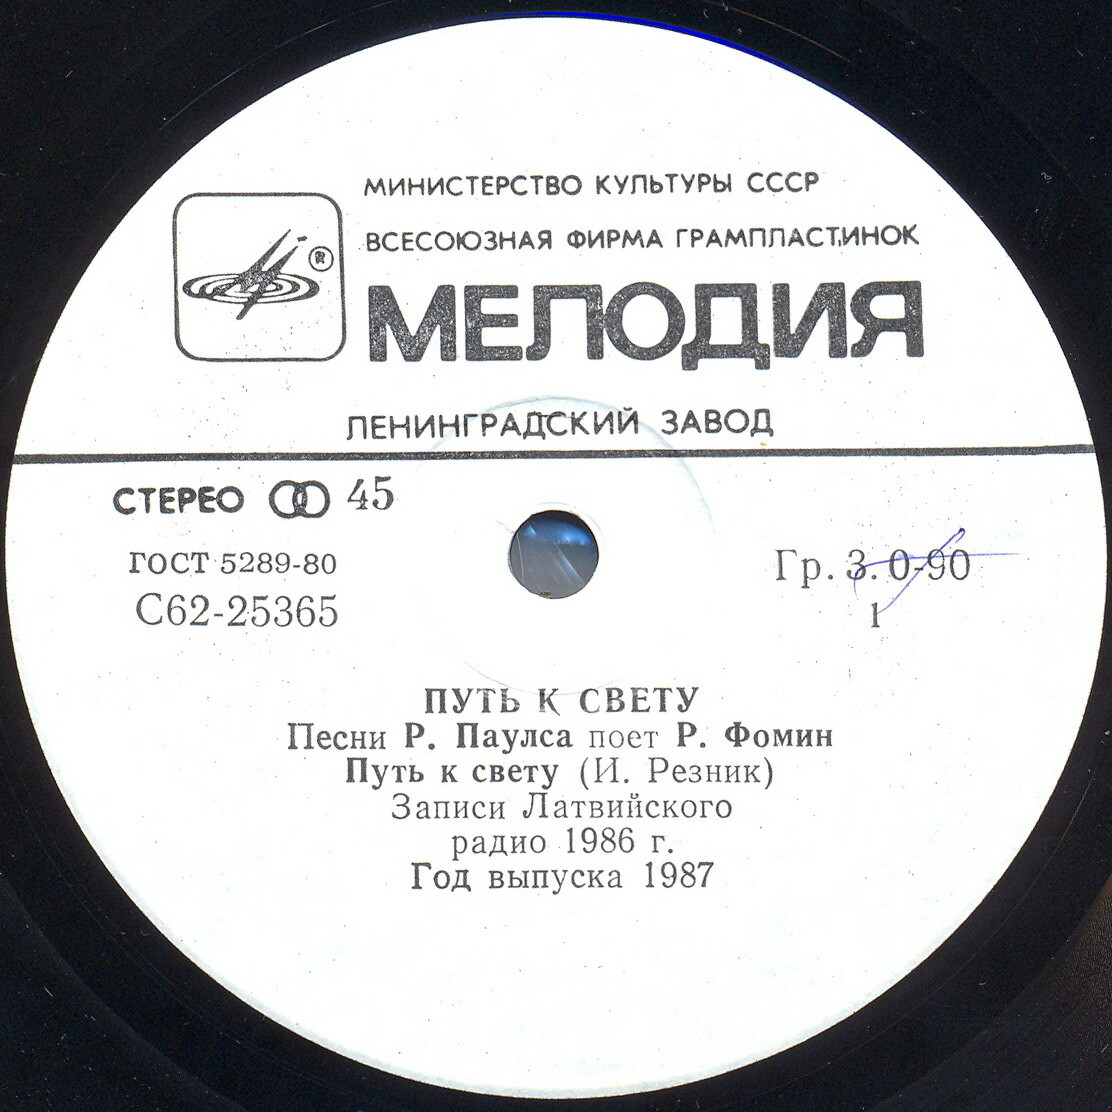 МИНИСТЕРСТВО КУЛЬТУРЫ СССР
ВСЕСОЮЗНАЯ ФИРМА ГРАМПЛАСТИНОК
®
МЕЛОДИЯ
ЛЕНИНГРАДСКИЙ ЗАВОД
СТЕРЕО 45
ГОСТ 5289-80
Гр. 3. 0-90
С62-25365
1
ПУТЬ К СВЕТУ
Песни Р. Паулса поет Р. Фомин
Путь к свету (И. Резник)
Записи Латвийского
радио 1986 г.
Год выпуска 1987